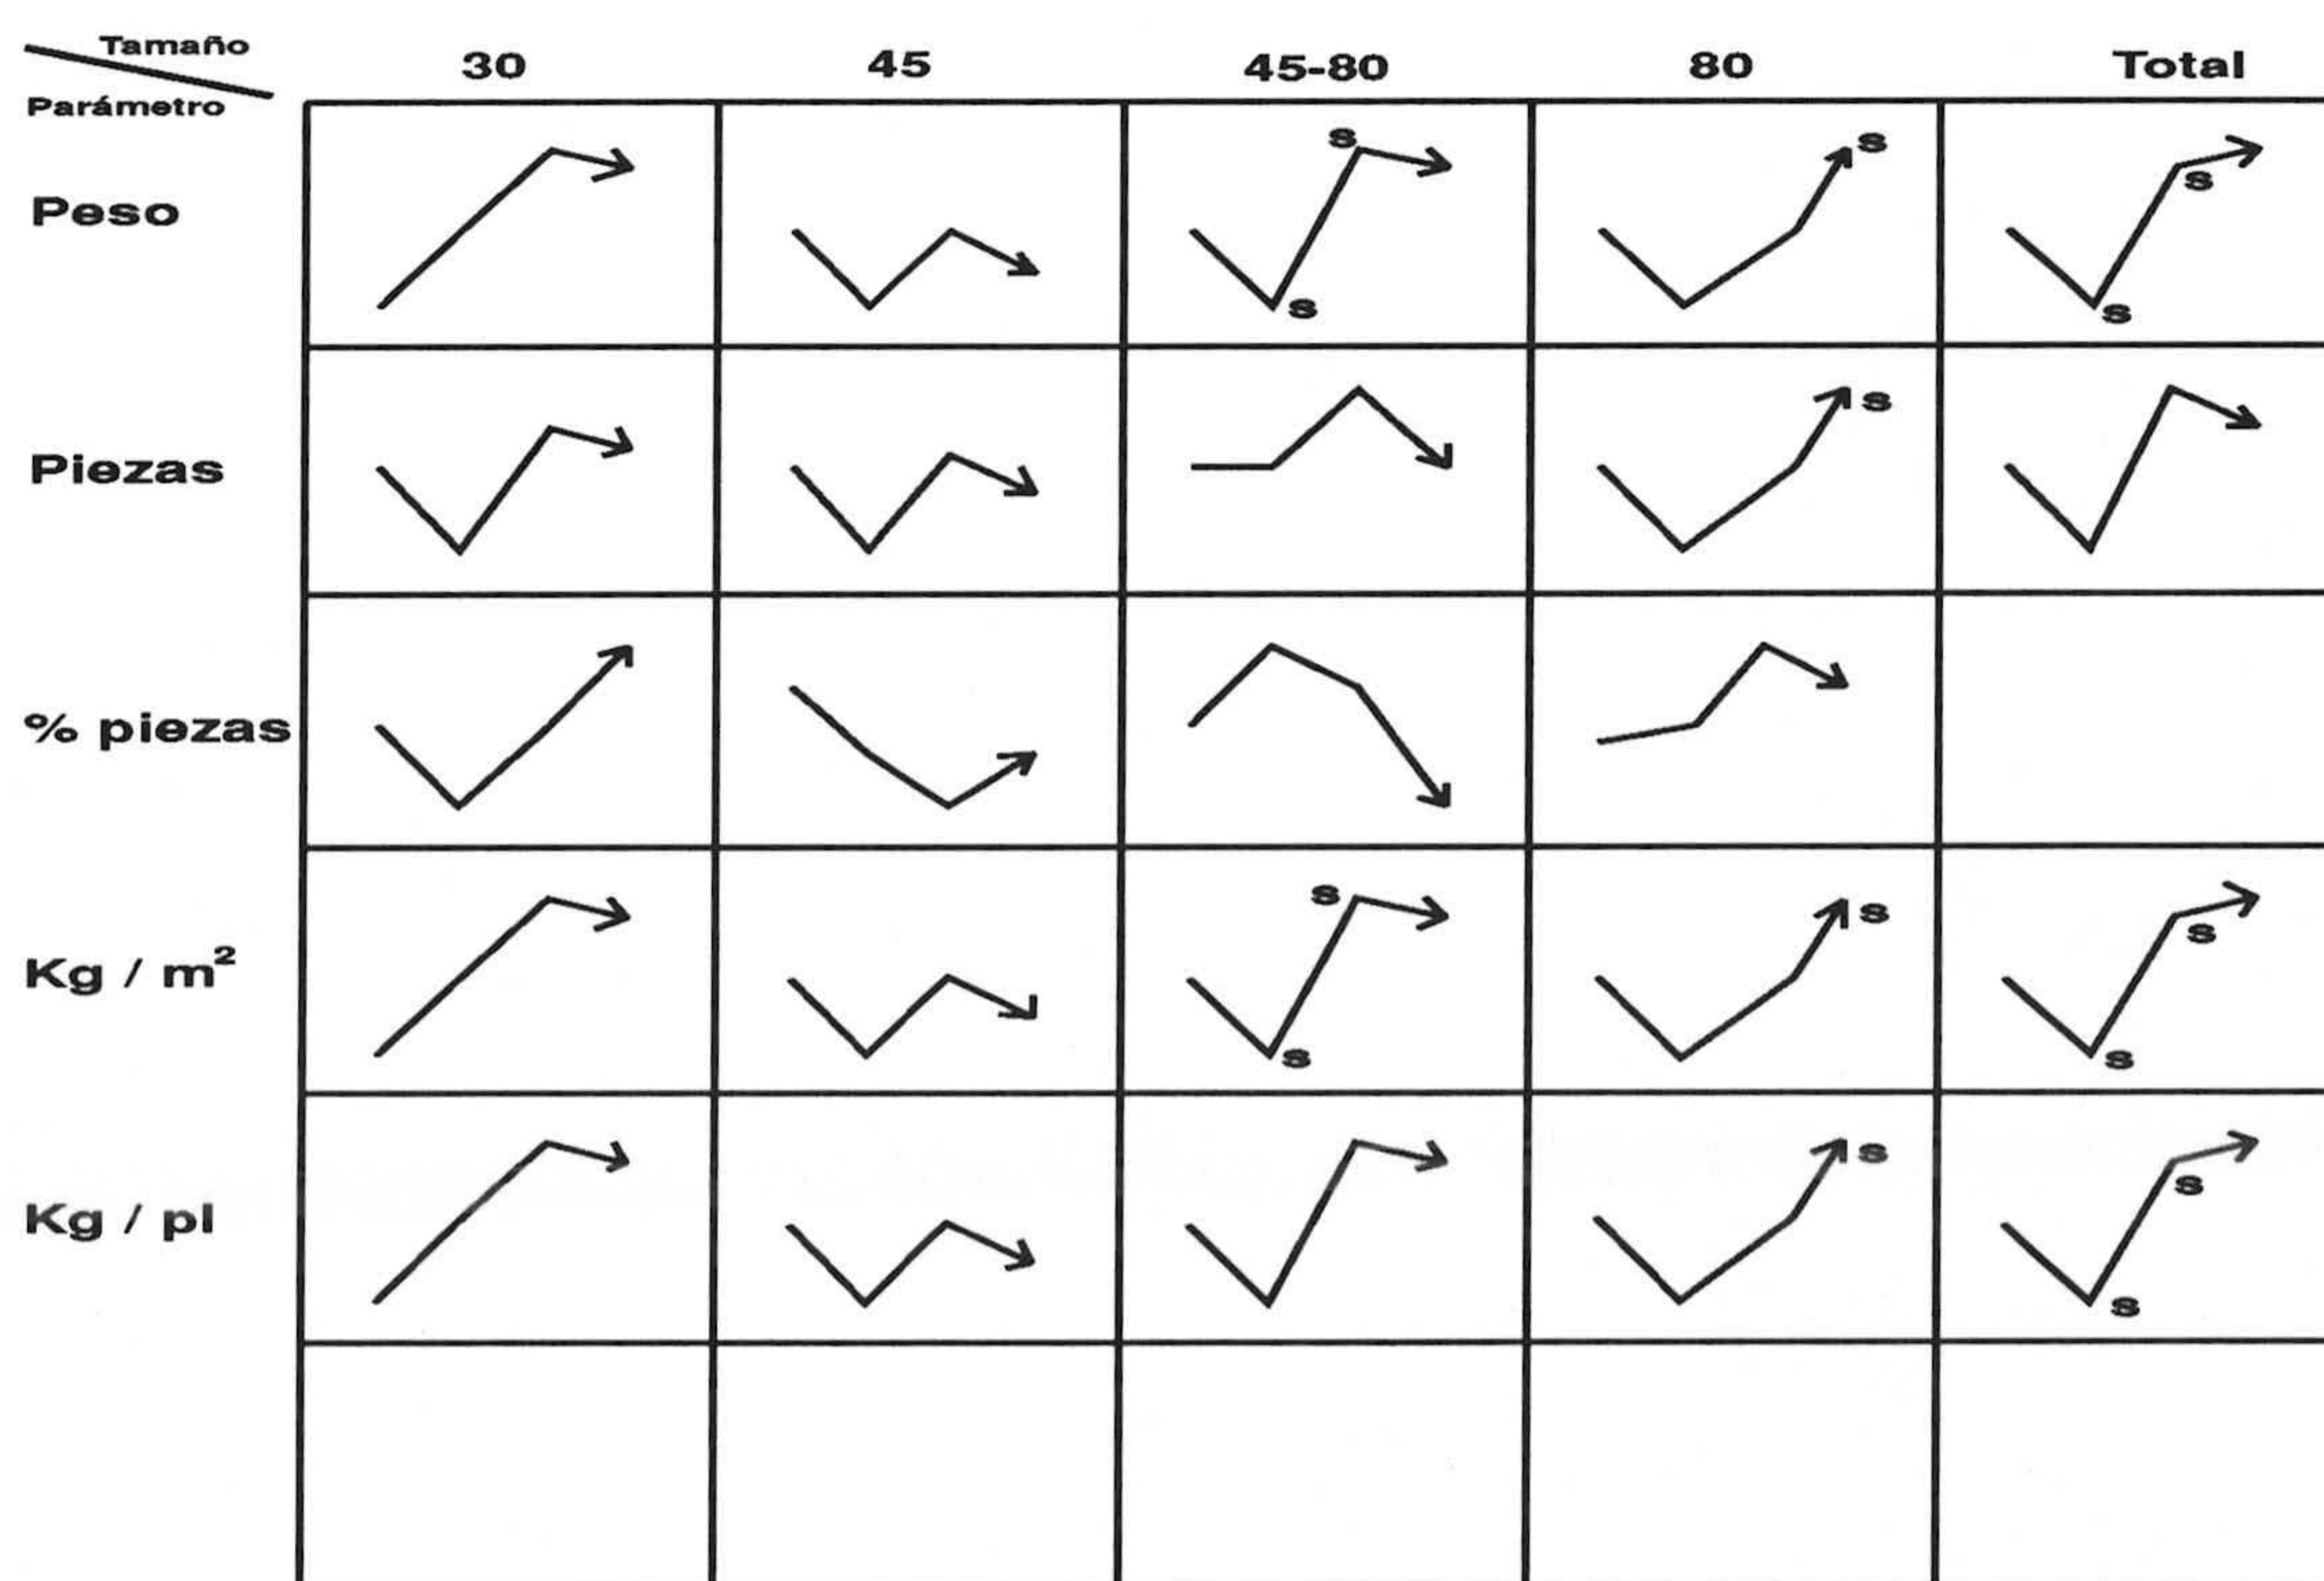 Tamaño
Parámetro
30 45 45-80 80 Total
Peso
s s s s s
Piezas
s
% piezas
Kg / m²
s s s s s
Kg / pl
s s s